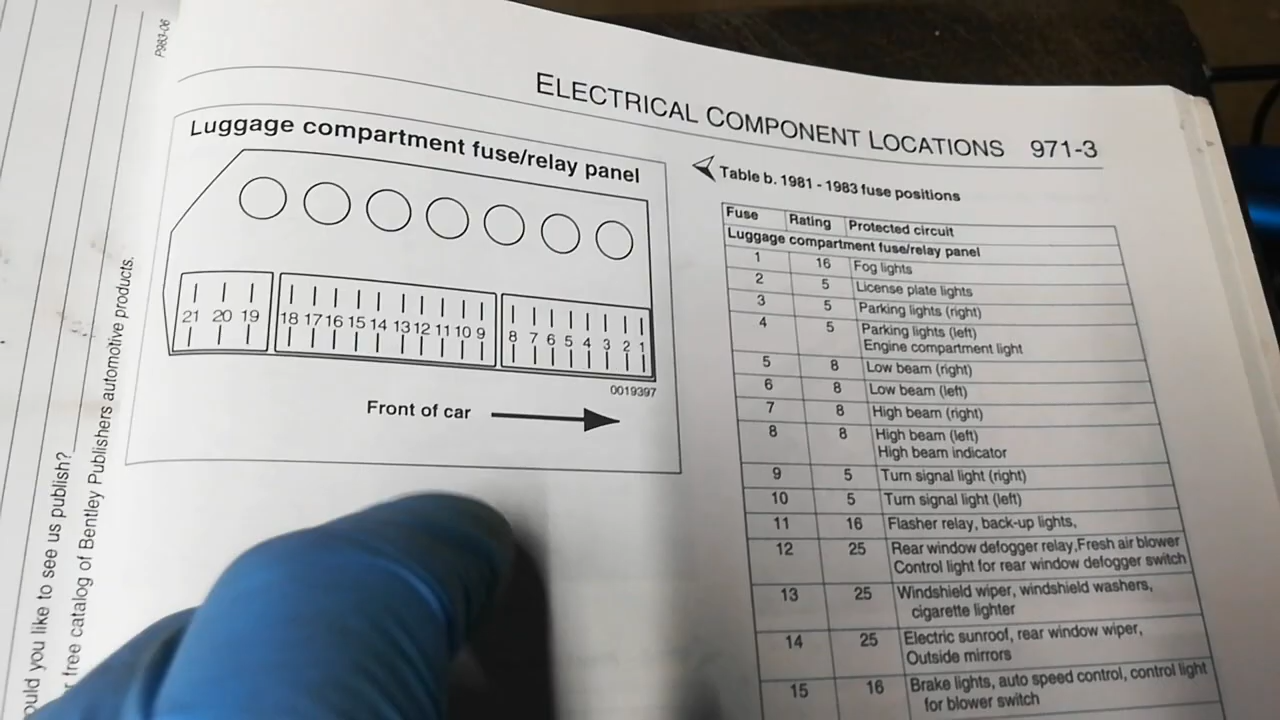 P983-06
ould you like to see us publish?
r free catalog of Bentley Publishers automotive products.
ELECTRICAL COMPONENT LOCATIONS 971-3
Luggage compartment fuse/relay panel
21 20 19 18 17 16 15 14 13 12 11 10 9 8 7 6 5 4 3 2 1
0019397
Front of car
Table b. 1981 - 1983 fuse positions
Fuse Rating Protected circuit
Luggage compartment fuse/relay panel
1 16 Fog lights
2 5 License plate lights
3 5 Parking lights (right)
4 5 Parking lights (left)
Engine compartment light
5 8 Low beam (right)
6 8 Low beam (left)
7 8 High beam (right)
8 8 High beam (left)
High beam indicator
9 5 Turn signal light (right)
10 5 Turn signal light (left)
11 16 Flasher relay, back-up lights,
12 25 Rear window defogger relay,Fresh air blower
Control light for rear window defogger switch
13 25 Windshield wiper, windshield washers,
cigarette lighter
14 25 Electric sunroof, rear window wiper,
Outside mirrors
15 16 Brake lights, auto speed control, control light
for blower switch